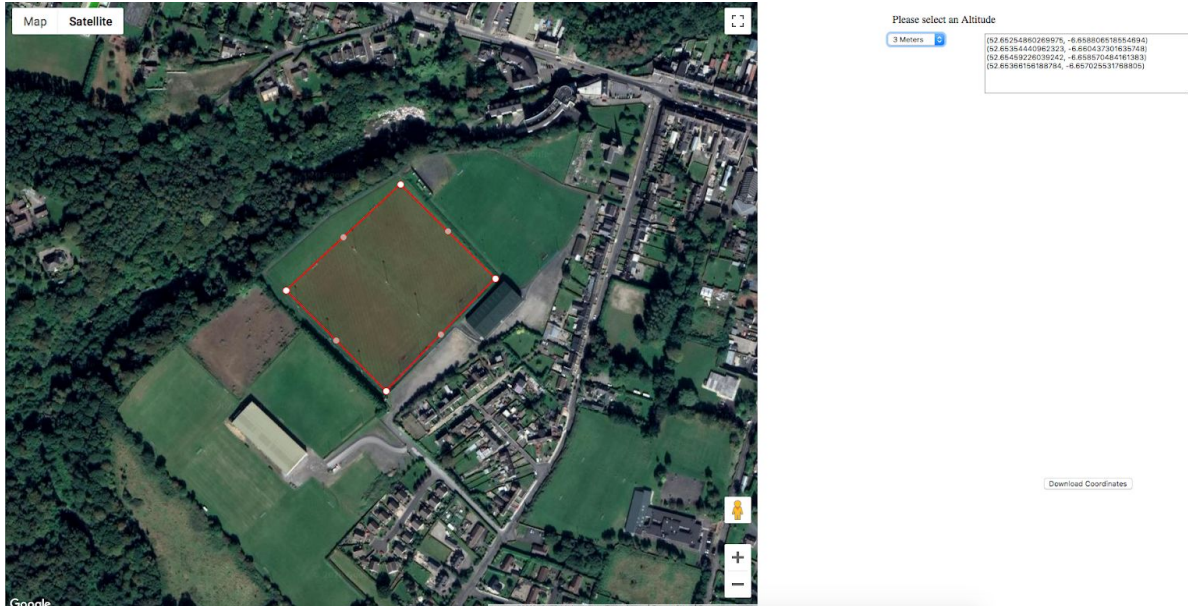 Map Satellite
Please select an Altitude
3 Meters
(52.65254860269975, -6.658806518554694)
(52.65354440962323, -6.660437301635748)
(52.65459226039242, -6.658570484161383)
(52.65366156188784, -6.657025531768805)
Download Coordinates
Google